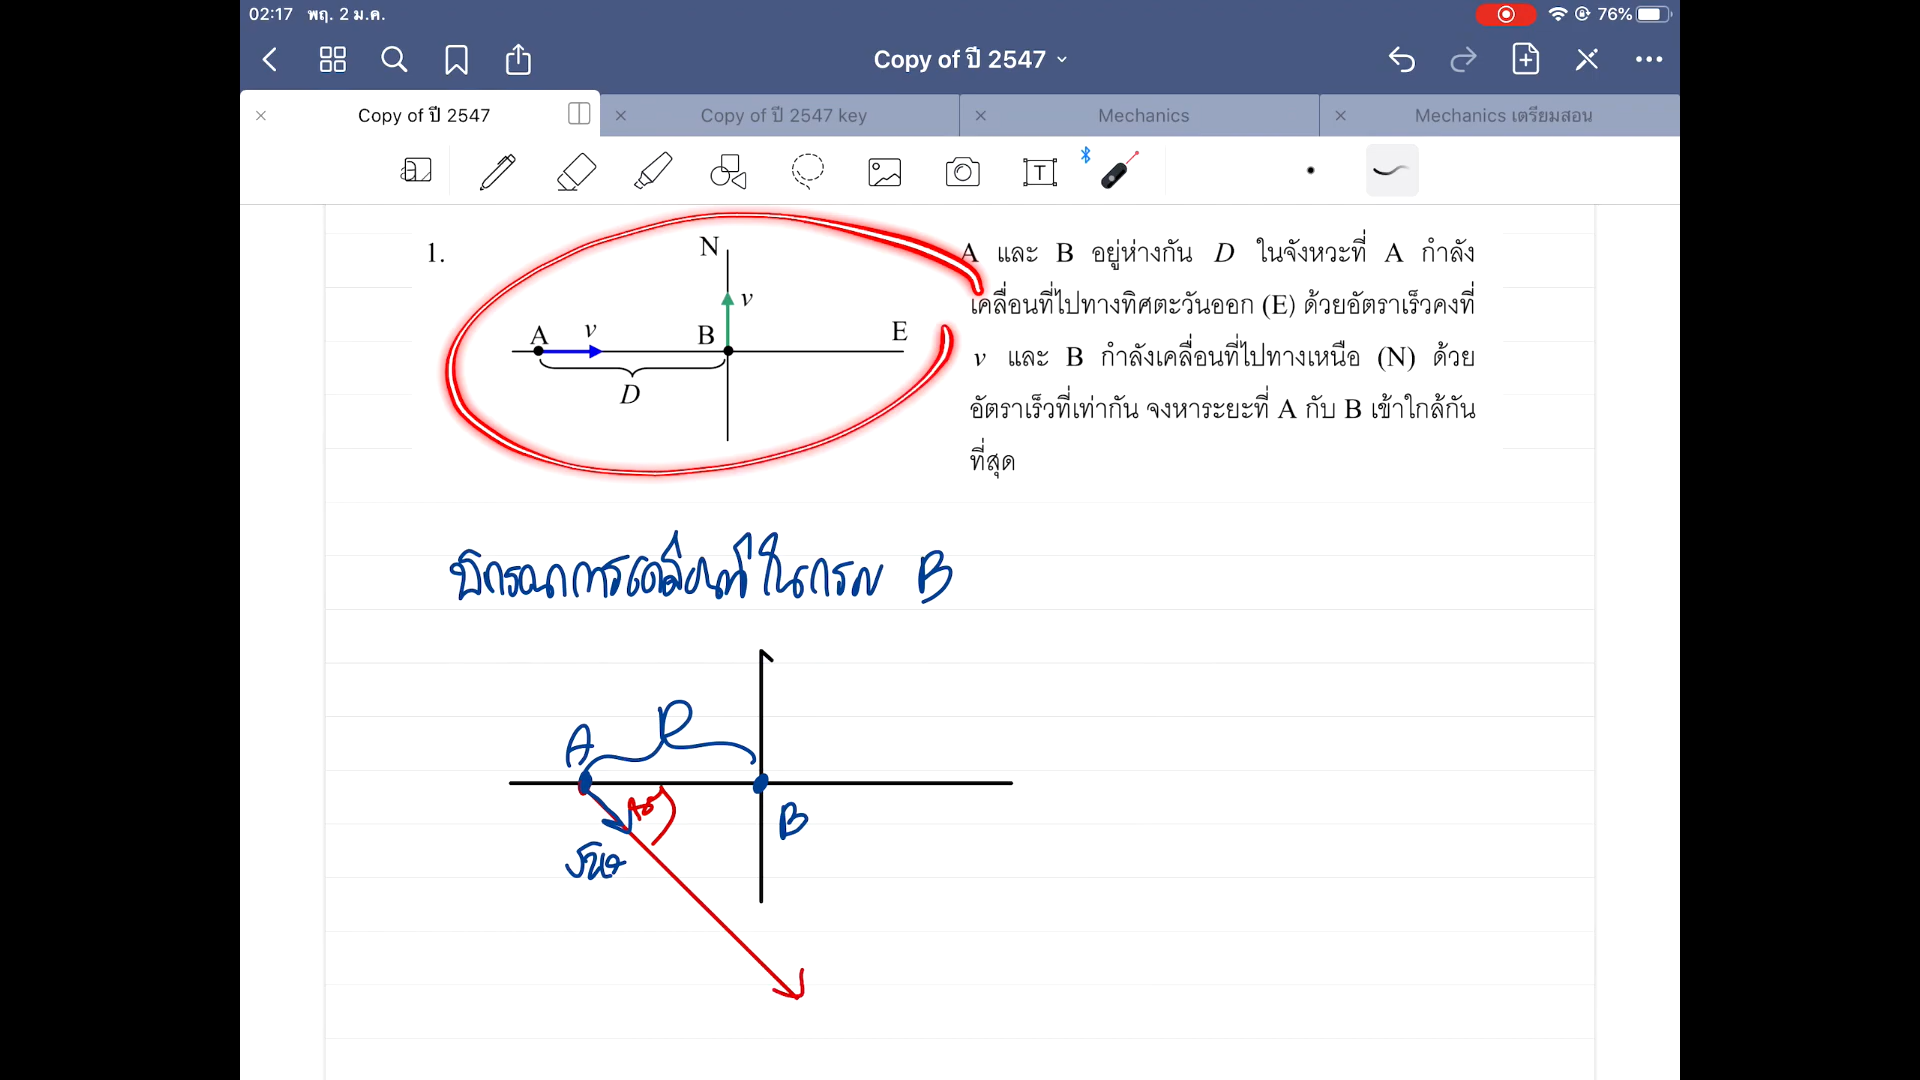 02:17 พฤ. 2 ม.ค.
76%
Copy of ปี 2547
Copy of ปี 2547
Copy of ปี 2547 key
Mechanics
Mechanics เตรียมสอน
T
1.
N
v
A
v
B
E
D
A และ B อยู่ห่างกัน D ในจังหวะที่ A กำลัง
เคลื่อนที่ไปทางทิศตะวันออก (E) ด้วยอัตราเร็วคงที่
v และ B กำลังเคลื่อนที่ไปทางเหนือ (N) ด้วย
อัตราเร็วที่เท่ากัน จงหาระยะที่ A กับ B เข้าใกล้กัน
ที่สุด
พิจารณาการเคลื่อนที่ในกรอบ B
D
A
B